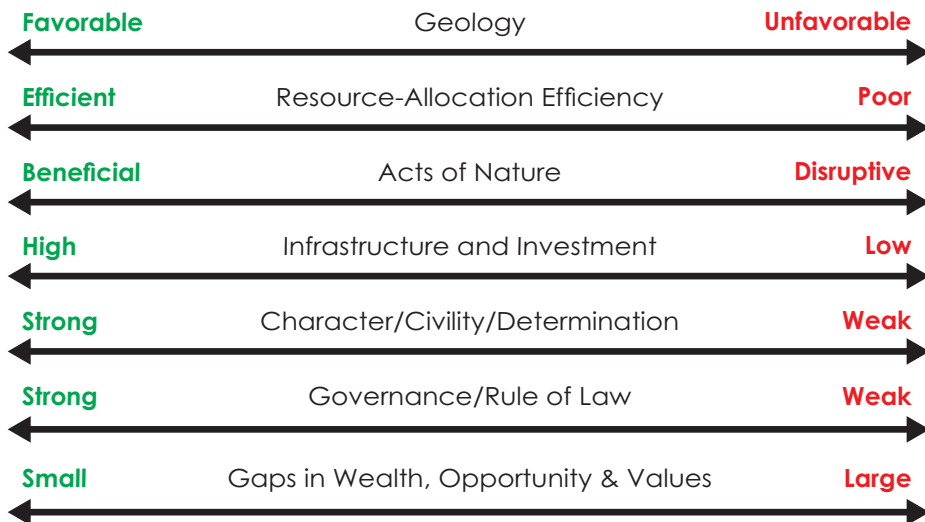 Favorable Geology Unfavorable
Efficient Resource-Allocation Efficiency Poor
Beneficial Acts of Nature Disruptive
High Infrastructure and Investment Low
Strong Character/Civility/Determination Weak
Strong Governance/Rule of Law Weak
Small Gaps in Wealth, Opportunity & Values Large